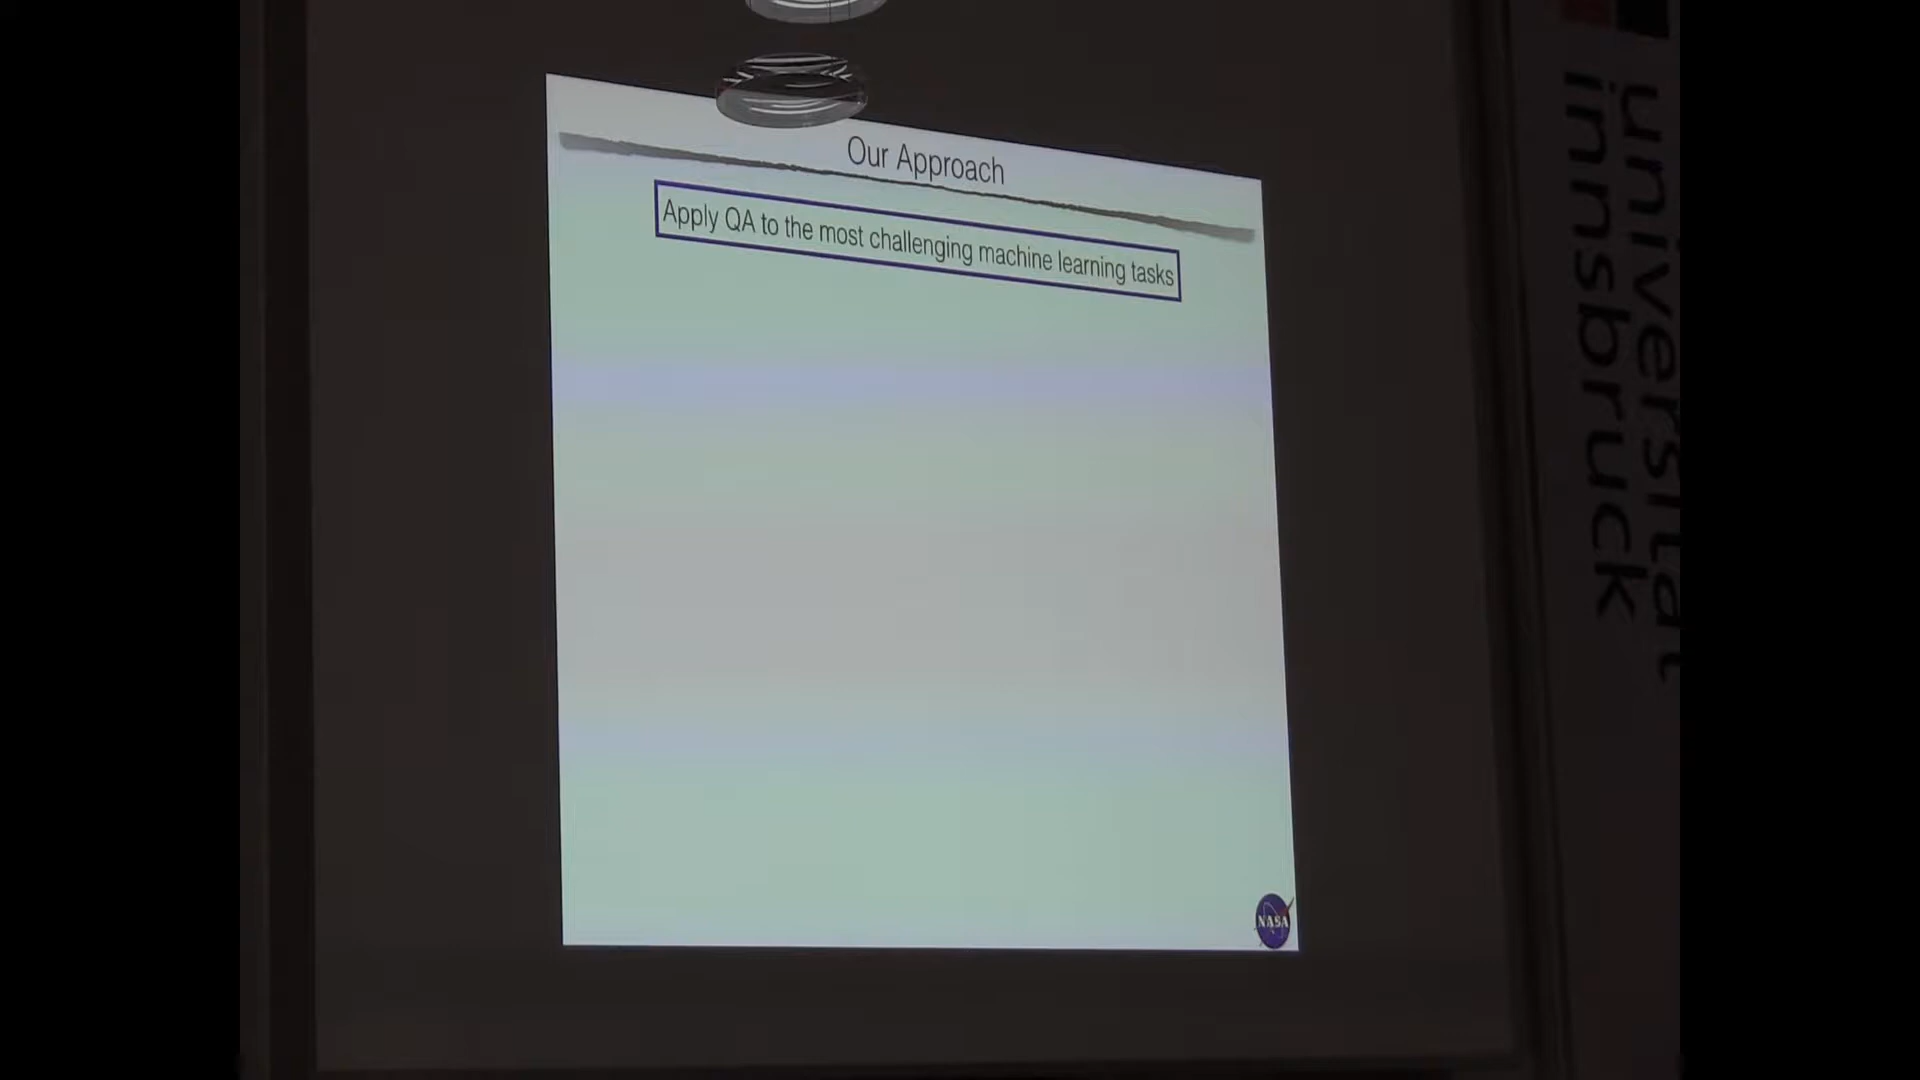 Our Approach
Apply QA to the most challenging machine learning tasks
NASA
universität
innsbruck